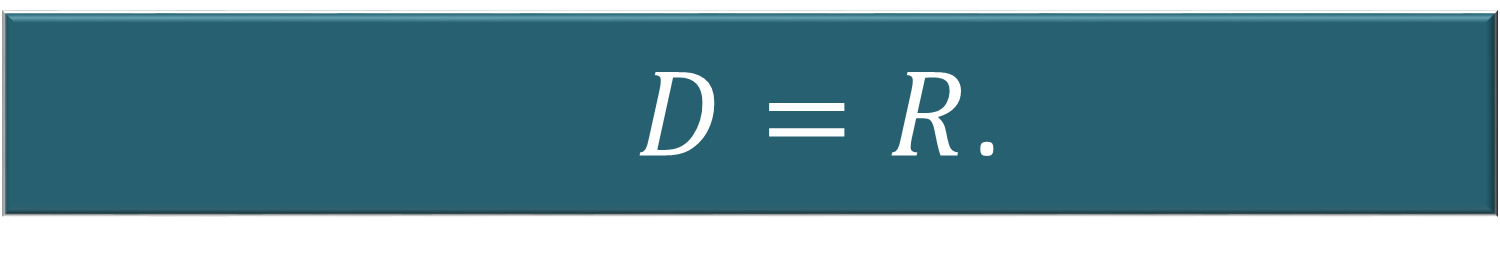 D = R.